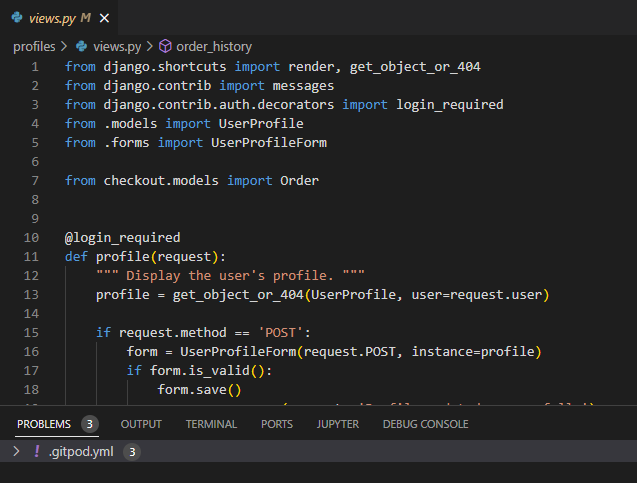 views.py M
profiles > views.py > order_history
1 from django.shortcuts import render, get_object_or_404
2 from django.contrib import messages
3 from django.contrib.auth.decorators import login_required
4 from .models import UserProfile
5 from .forms import UserProfileForm
6
7 from checkout.models import Order
8
9
10 @login_required
11 def profile(request):
12     """ Display the user's profile. """
13     profile = get_object_or_404(UserProfile, user=request.user)
14
15     if request.method == 'POST':
16         form = UserProfileForm(request.POST, instance=profile)
17         if form.is_valid():
18             form.save()
PROBLEMS 3 OUTPUT TERMINAL PORTS JUPYTER DEBUG CONSOLE
> ! .gitpod.yml 3